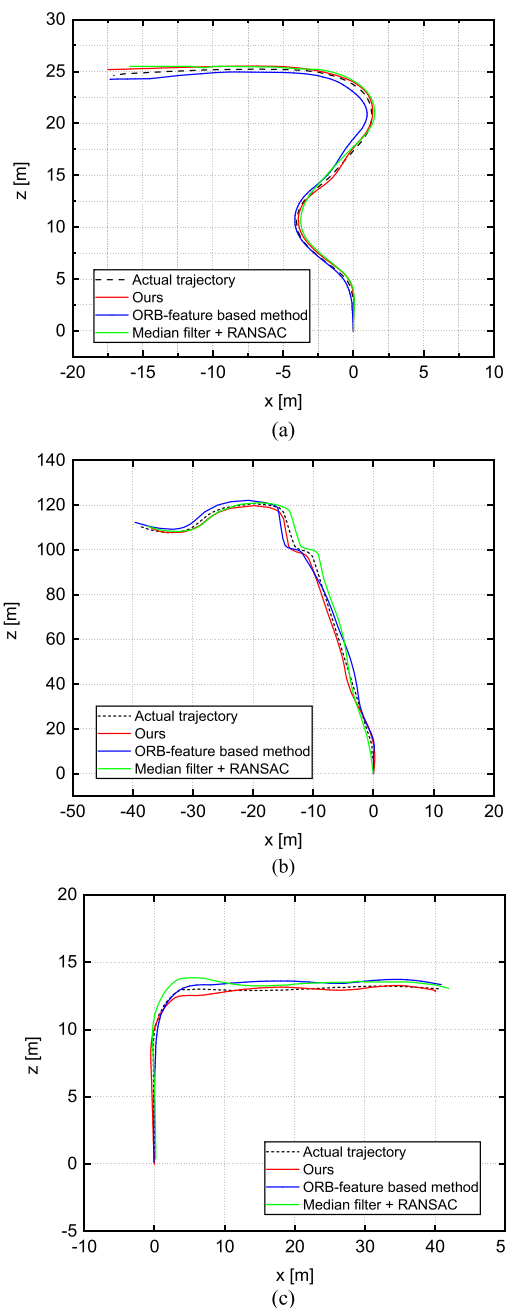 30
25
20
15
10
5
0
z [m]
Actual trajectory
Ours
ORB-feature based method
Median filter + RANSAC
-20 -15 -10 -5 0 5 10
x [m]
(a)
140
120
100
80
60
40
20
0
z [m]
Actual trajectory
Ours
ORB-feature based method
Median filter + RANSAC
-50 -40 -30 -20 -10 0 10 20
x [m]
(b)
20
15
10
5
0
-5
z [m]
Actual trajectory
Ours
ORB-feature based method
Median filter + RANSAC
-10 0 10 20 30 40 5
x [m]
(c)